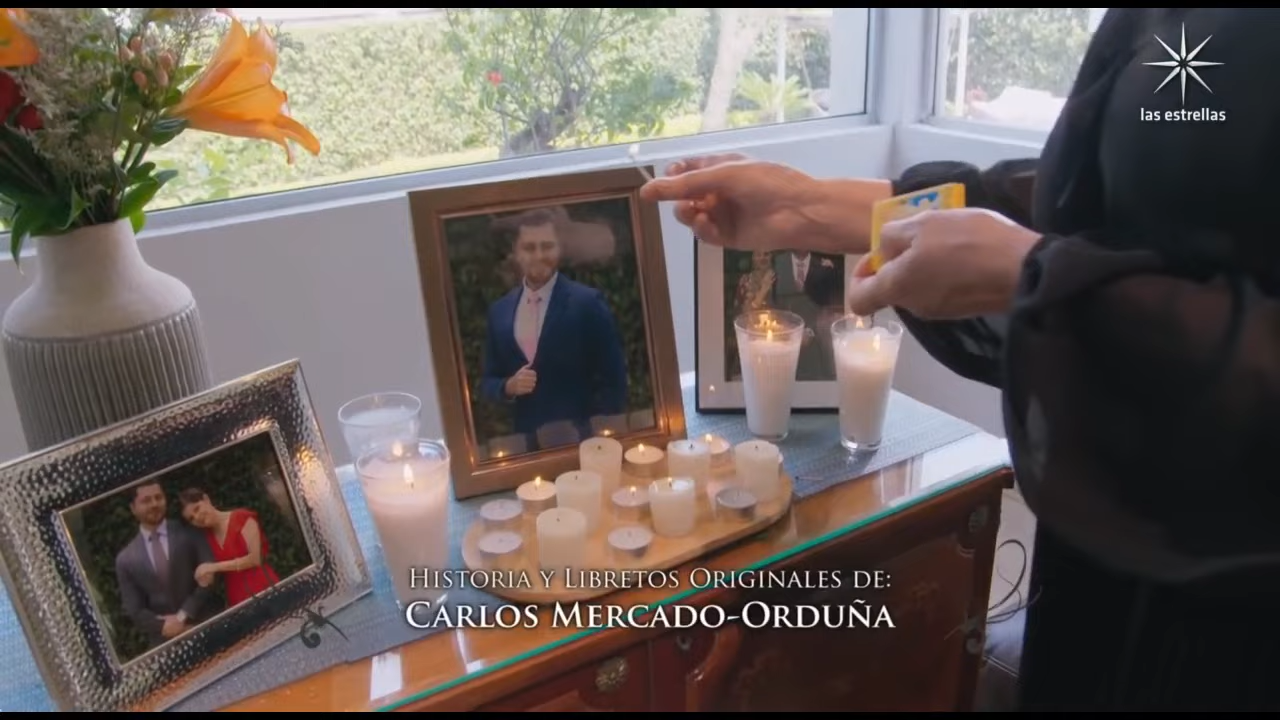 las estrellas
HISTORIA Y LIBRETOS ORIGINALES DE:
CARLOS MERCADO-ORDUÑA